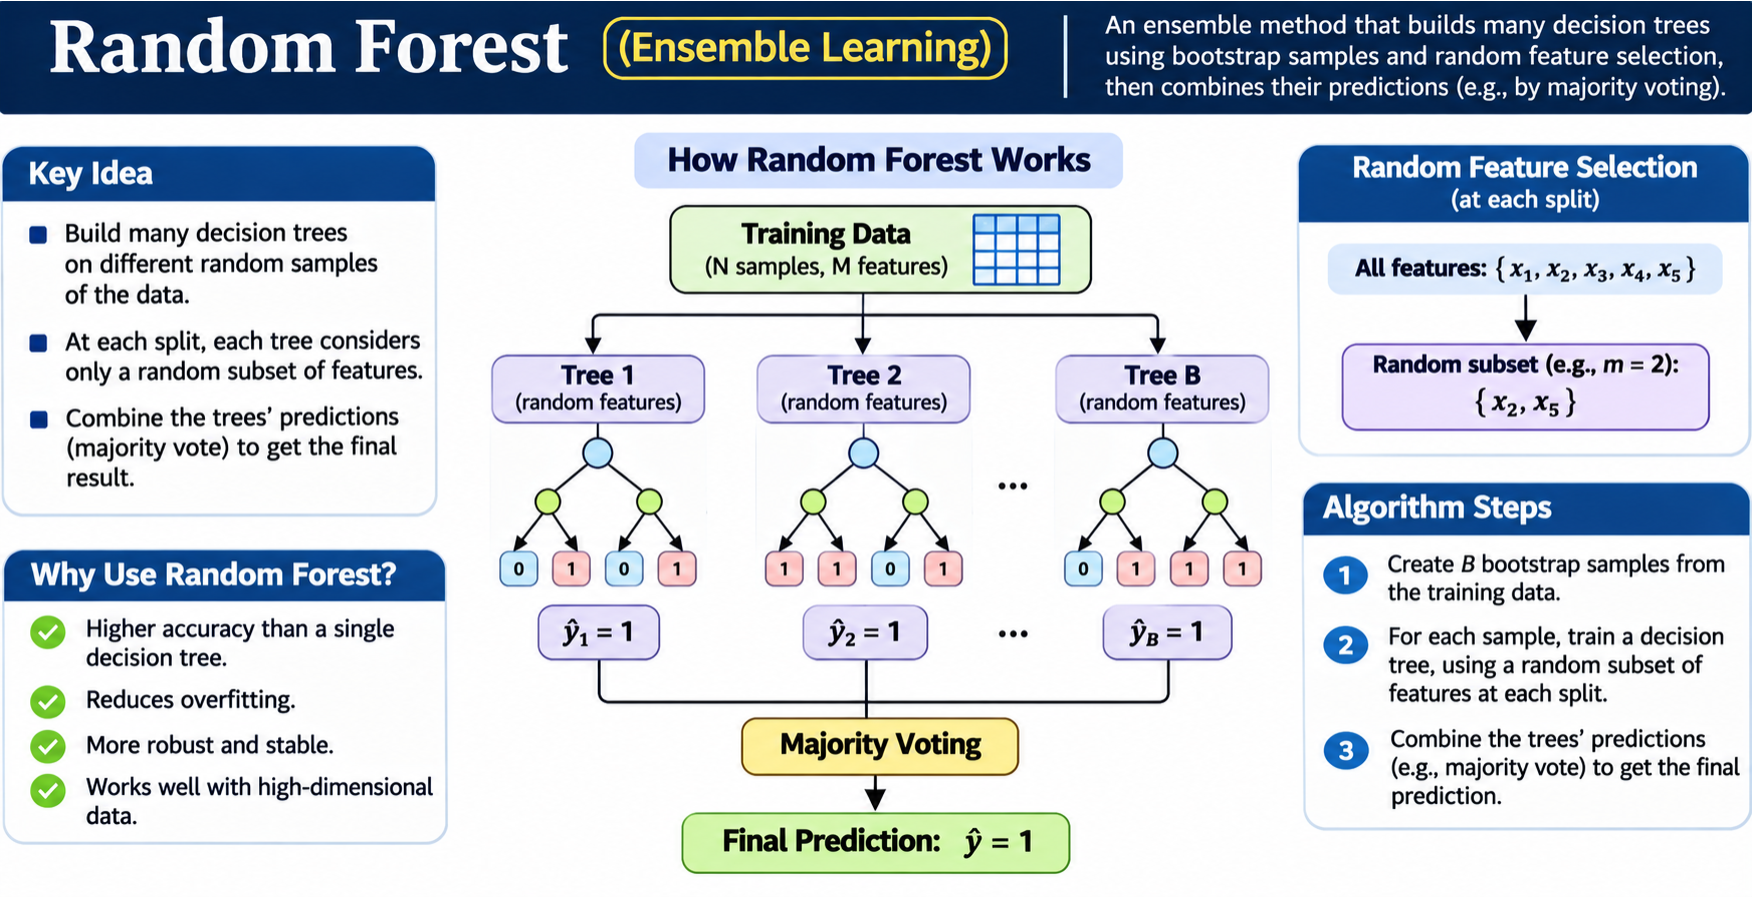 Random Forest
(Ensemble Learning)
An ensemble method that builds many decision trees
using bootstrap samples and random feature selection,
then combines their predictions (e.g., by majority voting).
Key Idea
Build many decision trees
on different random samples
of the data.
At each split, each tree considers
only a random subset of features.
Combine the trees’ predictions
(majority vote) to get the final
result.
Why Use Random Forest?
Higher accuracy than a single
decision tree.
Reduces overfitting.
More robust and stable.
Works well with high-dimensional
data.
How Random Forest Works
Training Data
(N samples, M features)
Tree 1
(random features)
Tree 2
(random features)
Tree B
(random features)
...
0 1 0 1
1 1 0 1
0 1 1 1
ŷ₁ = 1
ŷ₂ = 1
...
ŷ_B = 1
Majority Voting
Final Prediction: ŷ = 1
Random Feature Selection
(at each split)
All features: { x₁, x₂, x₃, x₄, x₅ }
Random subset (e.g., m = 2):
{ x₂, x₅ }
Algorithm Steps
1 Create B bootstrap samples from
the training data.
2 For each sample, train a decision
tree, using a random subset of
features at each split.
3 Combine the trees’ predictions
(e.g., majority vote) to get the final
prediction.